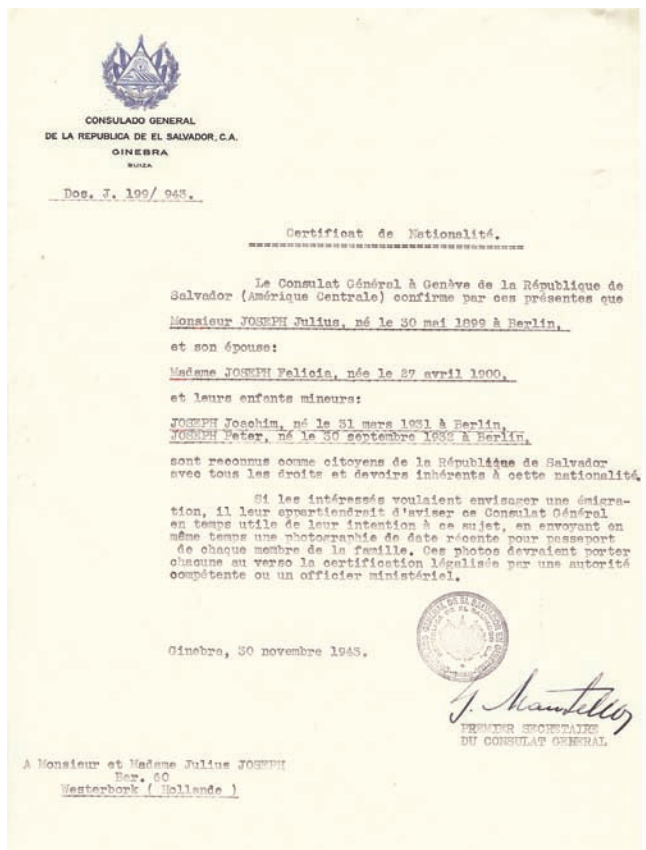 CONSULADO GENERAL
DE LA REPUBLICA DE EL SALVADOR, C.A.
GINEBRA
SUIZA
Dos. J. 199/ 943.
Certificat de Nationalité.
Le Consulat Général à Genève de la République de
Salvador (Amérique Centrale) confirme par ces présentes que
Monsieur JOSEPH Julius, né le 30 mai 1899 à Berlin,
et son épouse:
Madame JOSEPH Felicia, née le 27 avril 1900,
et leurs enfants mineurs:
JOSEPH Joachim, né le 31 mars 1931 à Berlin,
JOSEPH Peter, né le 30 septembre 1932 à Berlin,
sont reconnus comme citoyens de la République de Salvador
avec tous les droits et devoirs inhérents à cette nationalité.
Si les intéressés voulaient envisager une émigra-
tion, il leur appartiendrait d'aviser ce Consulat Général
en temps utile de leur intention à ce sujet, en envoyant en
même temps une photographie de date récente pour passeport
de chaque membre de la famille. Ces photos devraient porter
chacune au verso la certification légalisée par une autorité
compétente ou un officier ministériel.
Ginebra, 30 novembre 1943.
G. Mantello
PREMIER SECRETAIRE
DU CONSULAT GENERAL
A Monsieur et Madame Julius JOSEPH
Bar. 60
Westerbork ( Hollande )